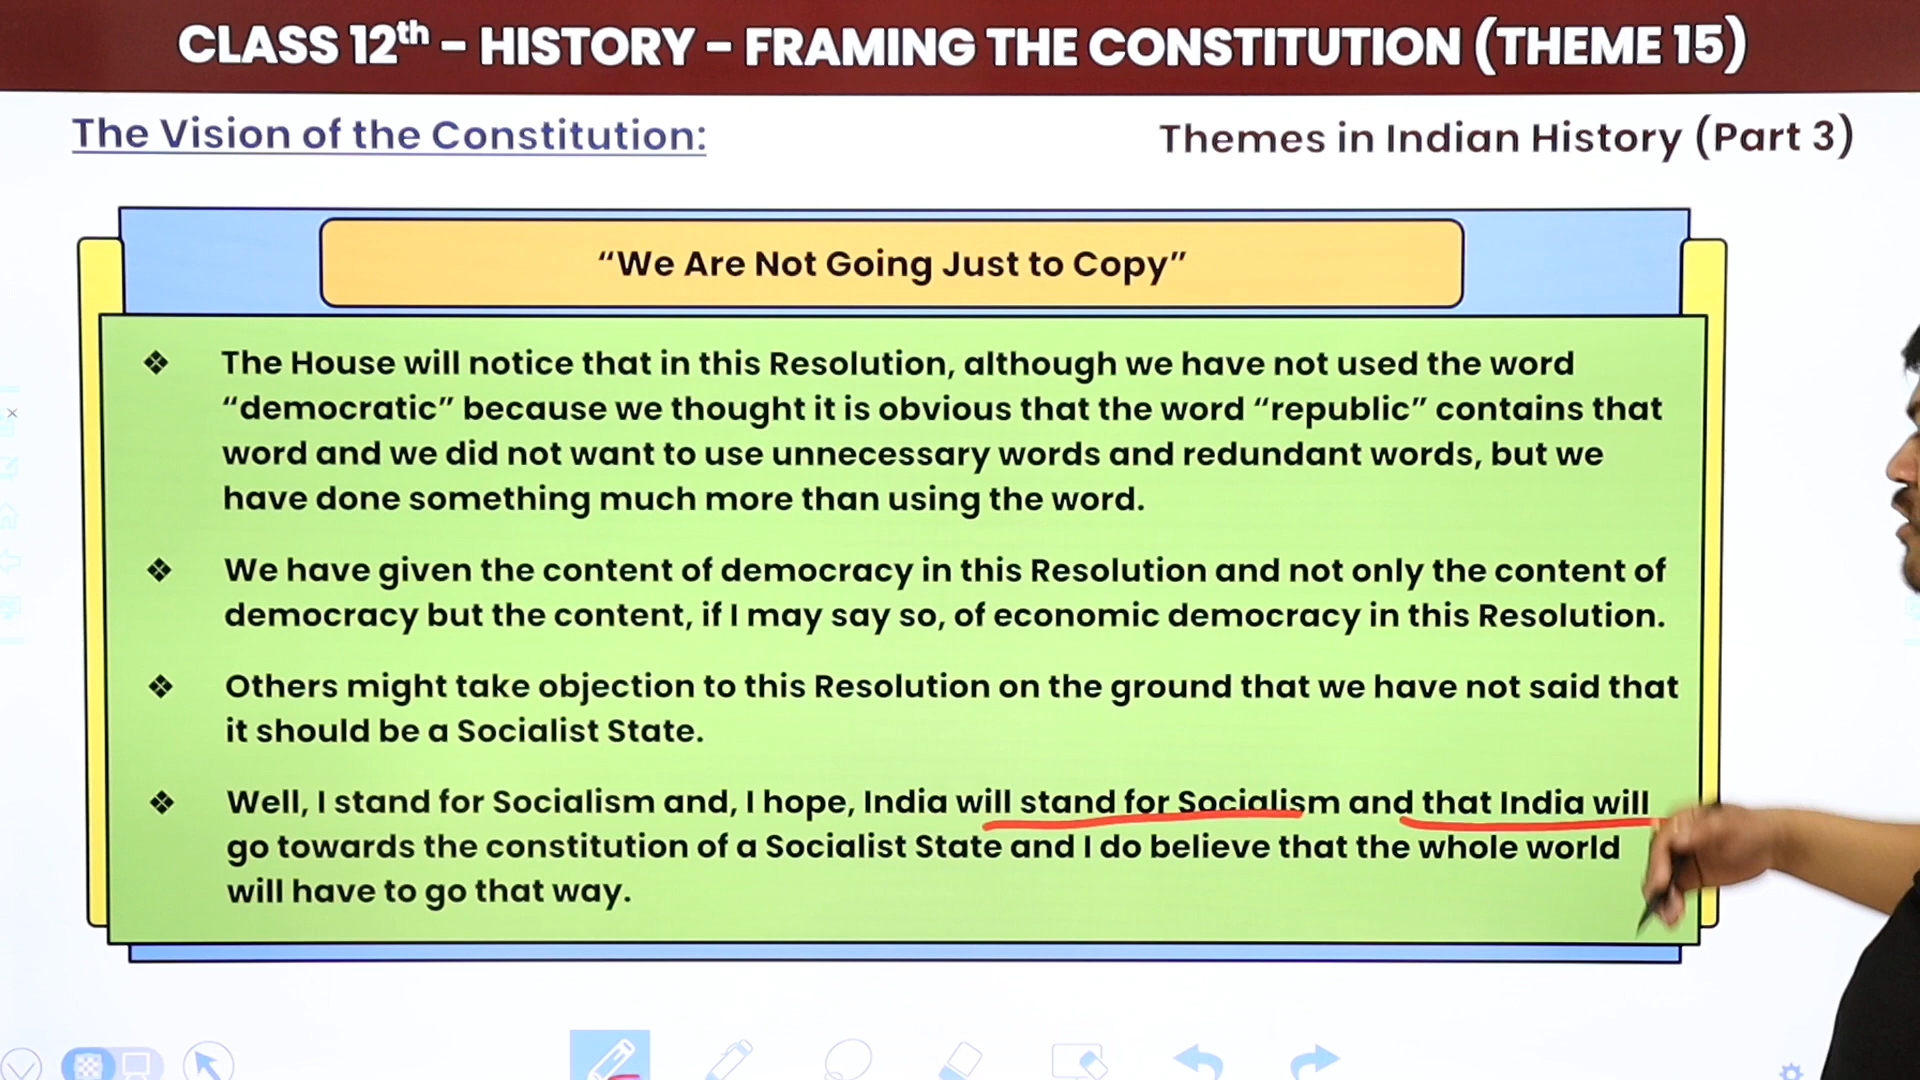 CLASS 12th - HISTORY - FRAMING THE CONSTITUTION (THEME 15)
The Vision of the Constitution:
Themes in Indian History (Part 3)
“We Are Not Going Just to Copy”
❖ The House will notice that in this Resolution, although we have not used the word
“democratic” because we thought it is obvious that the word “republic” contains that
word and we did not want to use unnecessary words and redundant words, but we
have done something much more than using the word.
❖ We have given the content of democracy in this Resolution and not only the content of
democracy but the content, if I may say so, of economic democracy in this Resolution.
❖ Others might take objection to this Resolution on the ground that we have not said that
it should be a Socialist State.
❖ Well, I stand for Socialism and, I hope, India will stand for Socialism and that India will
go towards the constitution of a Socialist State and I do believe that the whole world
will have to go that way.